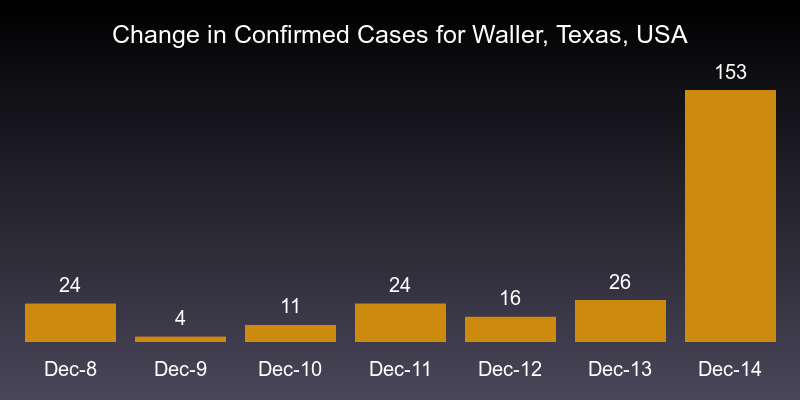 Change in Confirmed Cases for Waller, Texas, USA
153
24
4
11
24
16
26
Dec-8
Dec-9
Dec-10
Dec-11
Dec-12
Dec-13
Dec-14